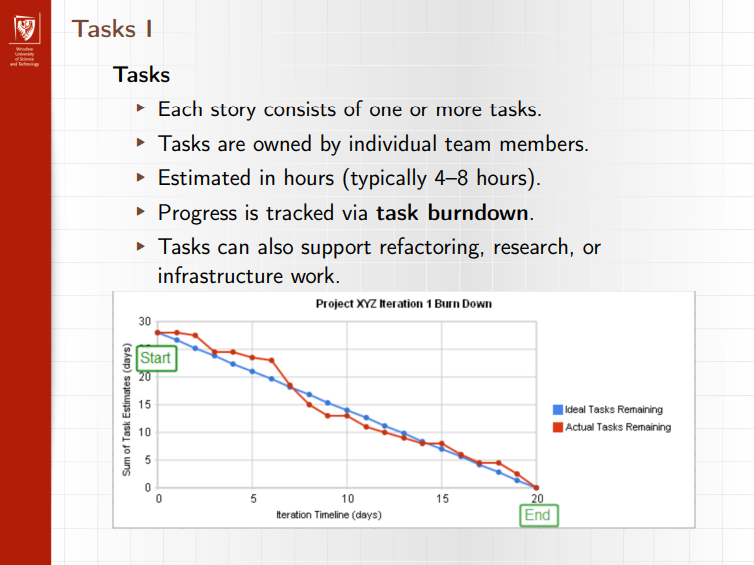 Tasks I
Wrocław
University
of Science
and Technology
Tasks
Each story consists of one or more tasks.
Tasks are owned by individual team members.
Estimated in hours (typically 4–8 hours).
Progress is tracked via task burndown.
Tasks can also support refactoring, research, or
infrastructure work.
Project XYZ Iteration 1 Burn Down
Sum of Task Estimates (days)
30
20
15
10
5
0
Start
0 5 10 15 20
Iteration Timeline (days)
End
Ideal Tasks Remaining
Actual Tasks Remaining